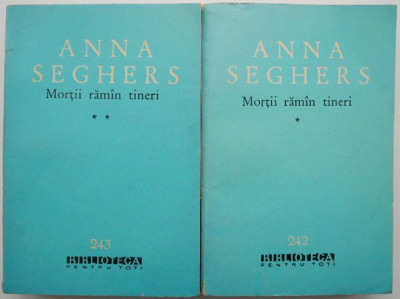 ANNA
SEGHERS
Morții rămîn tineri
* *
243
BIBLIOTECA
PENTRU TOȚI
ANNA
SEGHERS
Morții rămîn tineri
*
242
BIBLIOTECA
PENTRU TOȚI